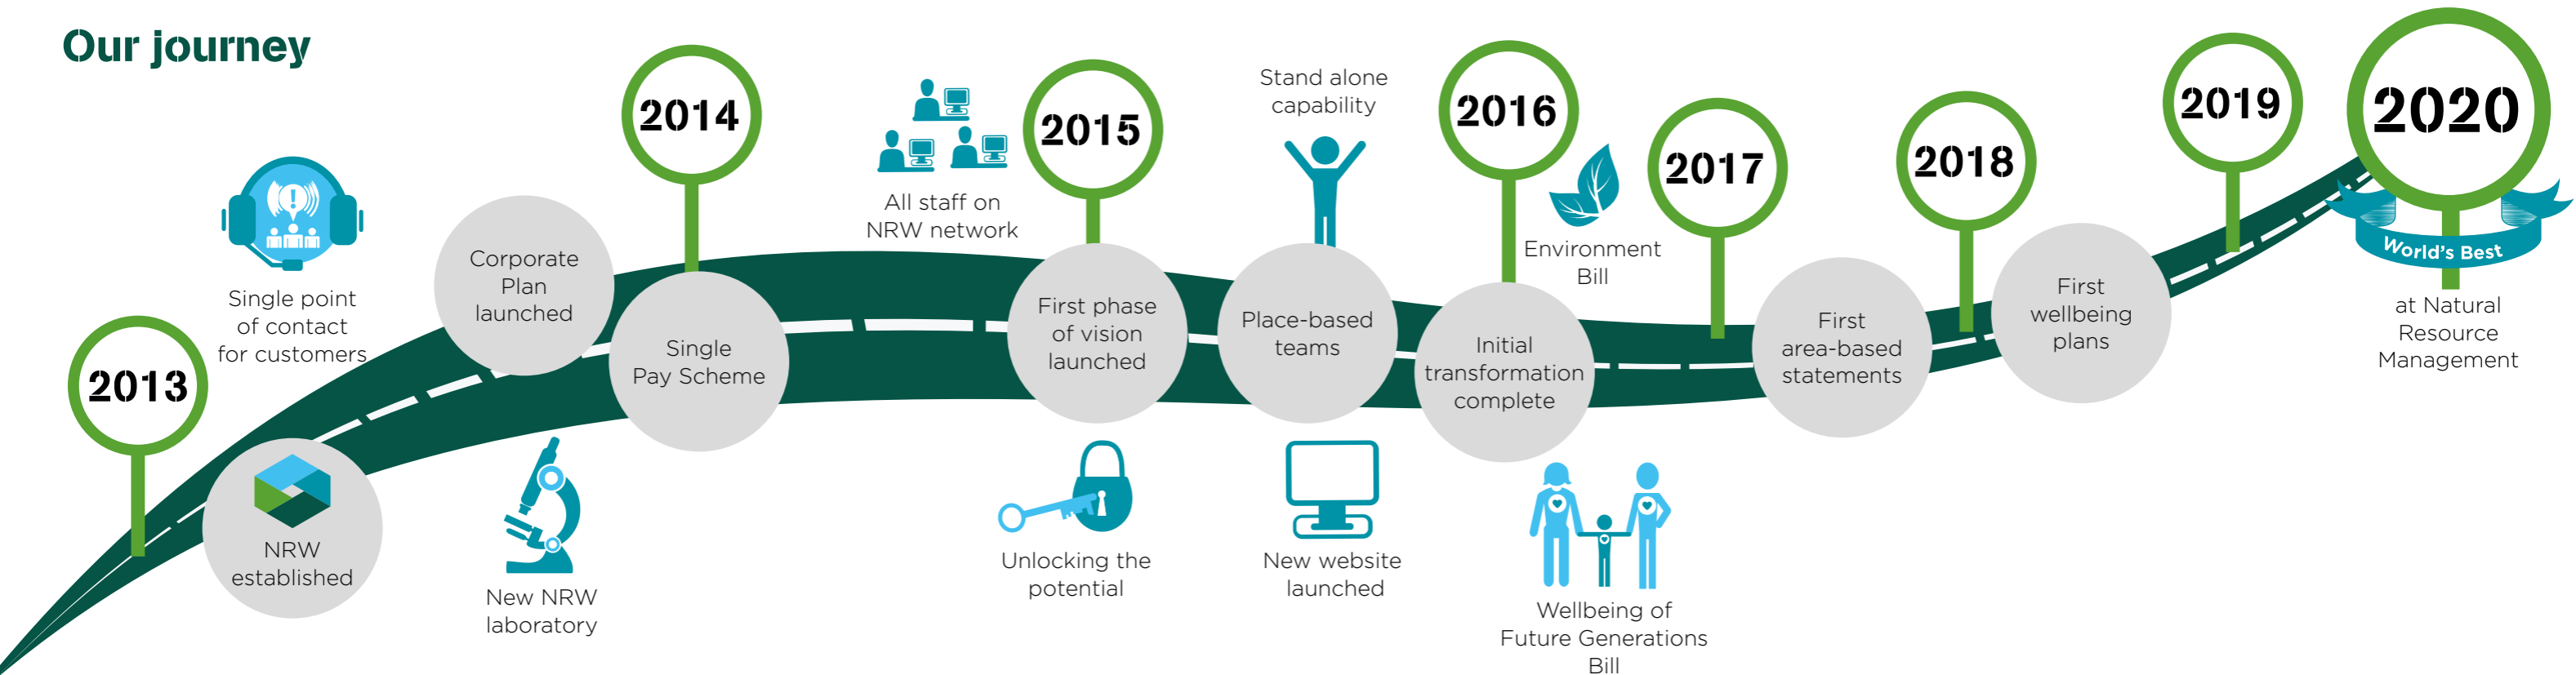 Our journey
2013
NRW
established
Single point
of contact
for customers
Corporate
Plan
launched
New NRW
laboratory
2014
Single
Pay Scheme
All staff on
NRW network
2015
First phase
of vision
launched
Unlocking the
potential
Stand alone
capability
Place-based
teams
New website
launched
2016
Initial
transformation
complete
Environment
Bill
Wellbeing of
Future Generations
Bill
2017
First
area-based
statements
2018
First
wellbeing
plans
2019
2020
World's Best
at Natural
Resource
Management